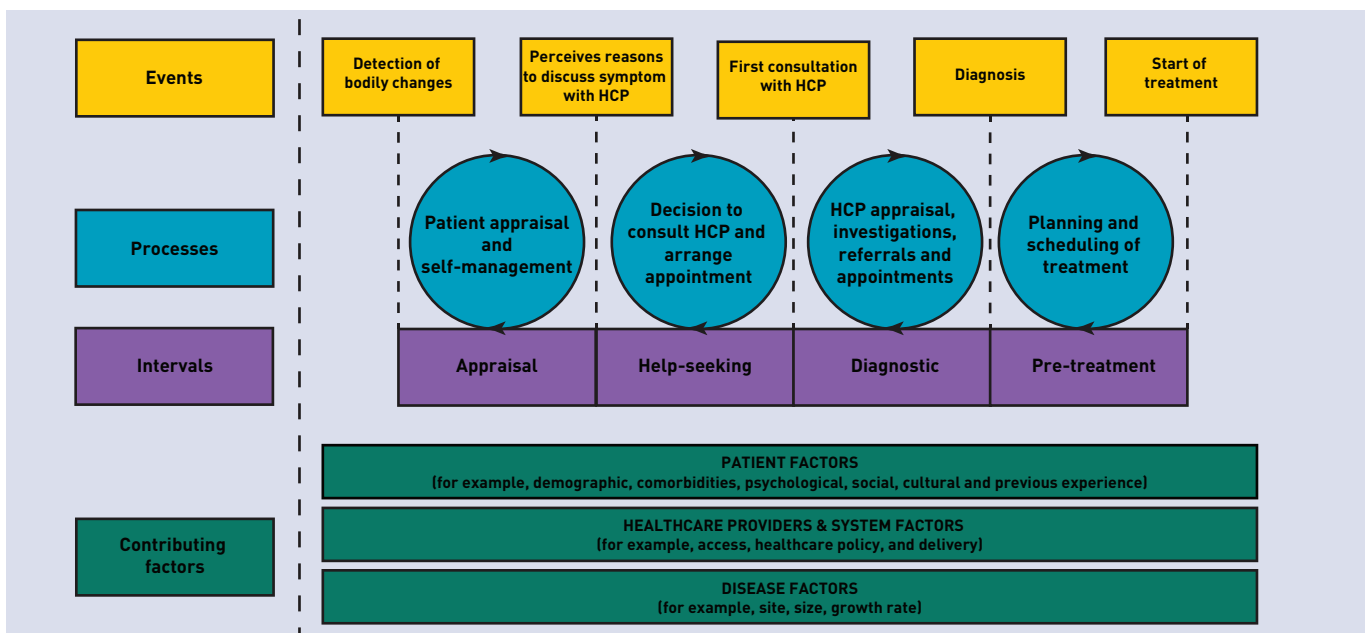 Events
Detection of
bodily changes
Perceives reasons
to discuss symptom
with HCP
First consultation
with HCP
Diagnosis
Start of
treatment
Processes
Patient appraisal
and
self-management
Decision to
consult HCP and
arrange
appointment
HCP appraisal,
investigations,
referrals and
appointments
Planning and
scheduling of
treatment
Intervals
Appraisal
Help-seeking
Diagnostic
Pre-treatment
Contributing
factors
PATIENT FACTORS
(for example, demographic, comorbidities, psychological, social, cultural and previous experience)
HEALTHCARE PROVIDERS & SYSTEM FACTORS
(for example, access, healthcare policy, and delivery)
DISEASE FACTORS
(for example, site, size, growth rate)